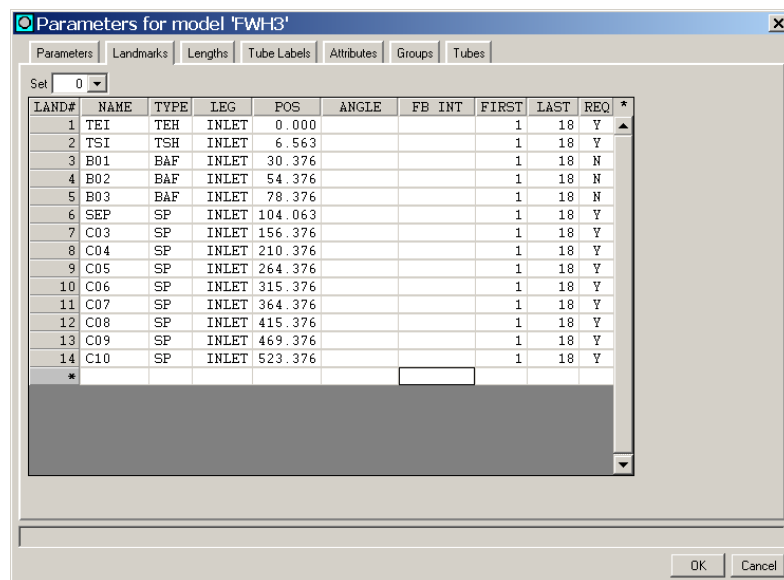 Parameters for model 'FWH3'
Parameters Landmarks Lengths Tube Labels Attributes Groups Tubes
Set 0
LAND# NAME TYPE LEG POS ANGLE FB INT FIRST LAST REQ *
1 TEI TEH INLET 0.000 1 18 Y
2 TSI TSH INLET 6.563 1 18 Y
3 B01 BAF INLET 30.376 1 18 N
4 B02 BAF INLET 54.376 1 18 N
5 B03 BAF INLET 78.376 1 18 N
6 SEP SP INLET 104.063 1 18 Y
7 C03 SP INLET 156.376 1 18 Y
8 C04 SP INLET 210.376 1 18 Y
9 C05 SP INLET 264.376 1 18 Y
10 C06 SP INLET 315.376 1 18 Y
11 C07 SP INLET 364.376 1 18 Y
12 C08 SP INLET 415.376 1 18 Y
13 C09 SP INLET 469.376 1 18 Y
14 C10 SP INLET 523.376 1 18 Y
*
OK Cancel